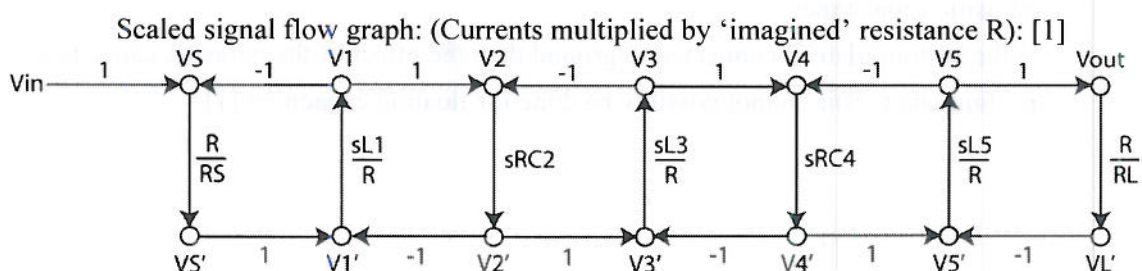 Scaled signal flow graph: (Currents multiplied by ‘imagined’ resistance R): [1]
Vin 1 VS -1 V1 1 V2 -1 V3 1 V4 -1 V5 1 Vout
R/RS sL1/R sRC2 sL3/R sRC4 sL5/R R/RL
VS' 1 V1' -1 V2' 1 V3' -1 V4' 1 V5' -1 VL'